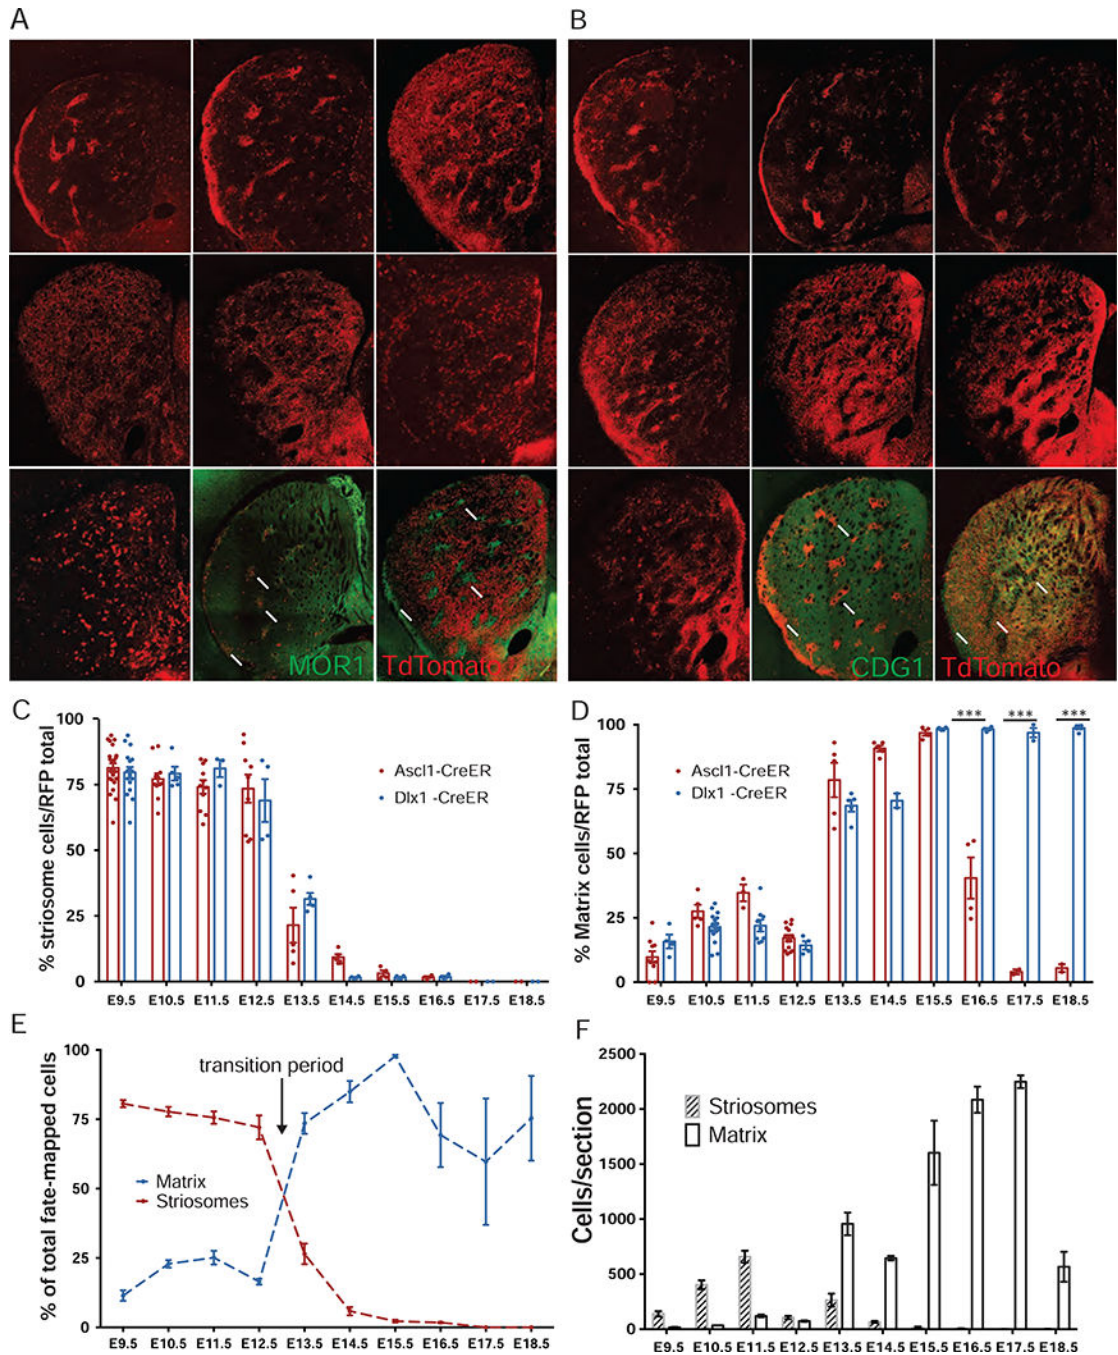 A
B
MOR1
TdTomato
CDG1
TdTomato
C
100
75
50
25
0
% striosome cells/RFP total
Ascl1-CreER
Dlx1 -CreER
E9.5 E10.5 E11.5 E12.5 E13.5 E14.5 E15.5 E16.5 E17.5 E18.5
D
100
75
50
25
0
% Matrix cells/RFP total
Ascl1-CreER
Dlx1 -CreER
*** *** ***
E9.5 E10.5 E11.5 E12.5 E13.5 E14.5 E15.5 E16.5 E17.5 E18.5
E
100
75
50
25
0
% of total fate-mapped cells
transition period
Matrix
Striosomes
E9.5 E10.5 E11.5 E12.5 E13.5 E14.5 E15.5 E16.5 E17.5 E18.5
F
2500
2000
1500
1000
500
0
Cells/section
Striosomes
Matrix
E9.5 E10.5 E11.5 E12.5 E13.5 E14.5 E15.5 E16.5 E17.5 E18.5